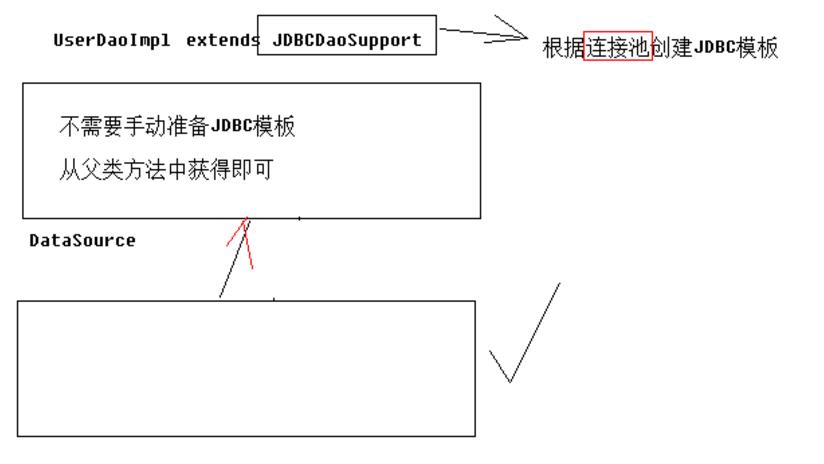 UserDaoImpl extends JDBCDaoSupport
根据连接池创建JDBC模板
不需要手动准备JDBC模板
从父类方法中获得即可
DataSource